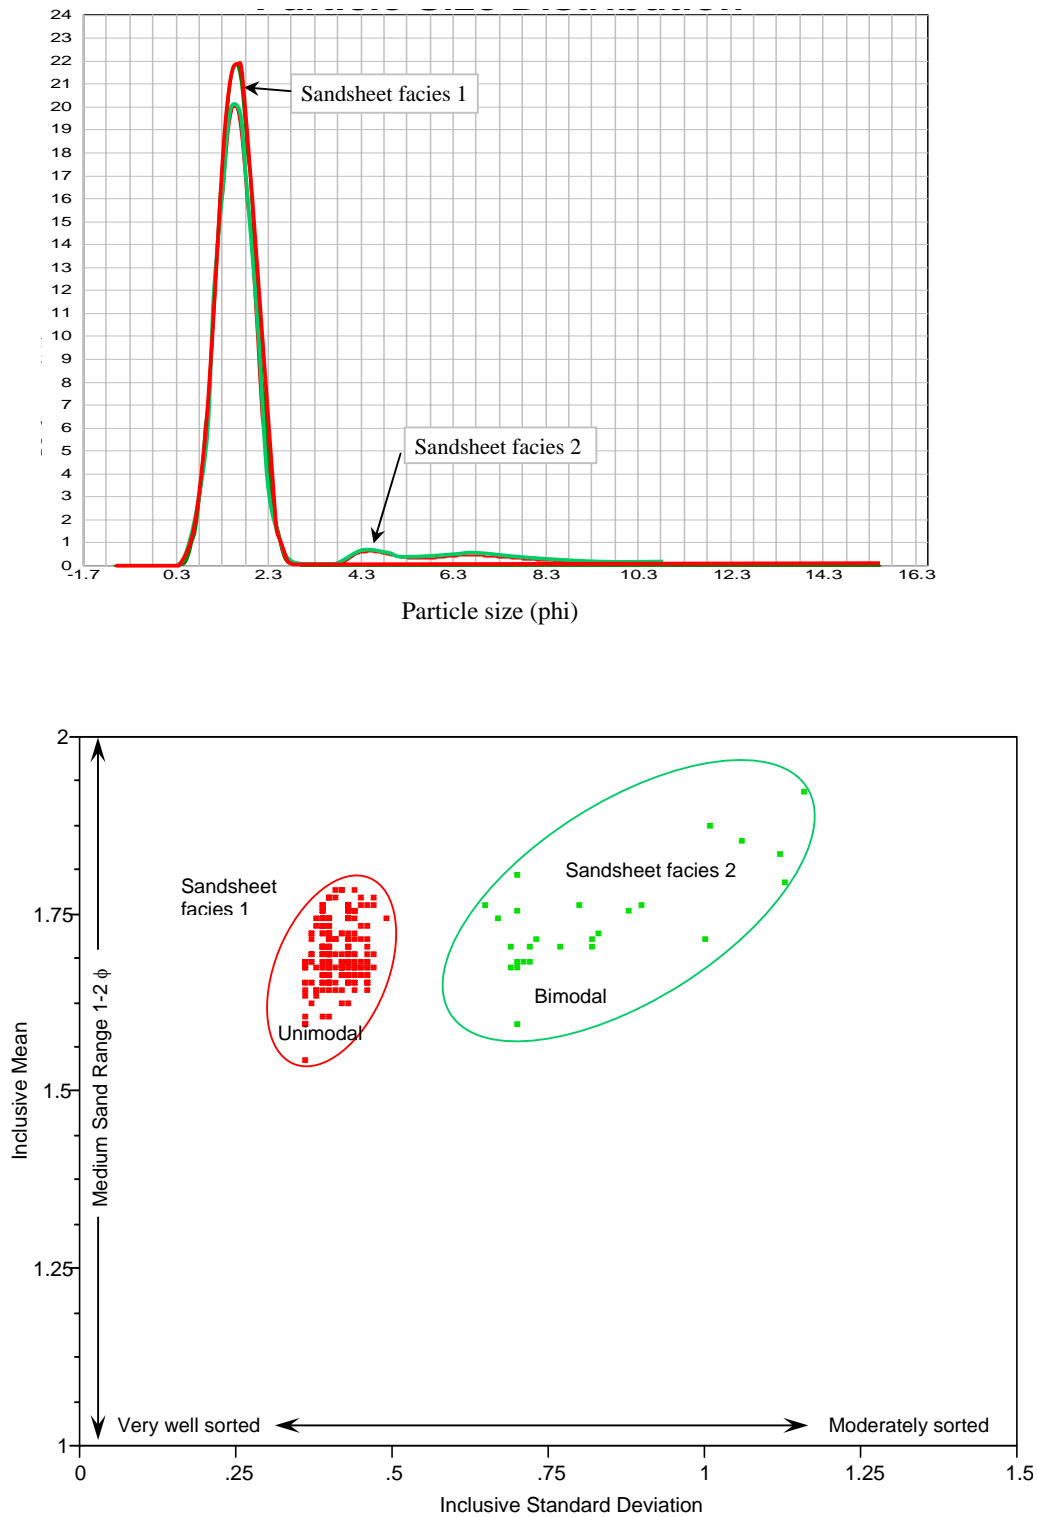 24
23
22
21
20
19
18
17
16
15
14
13
12
11
10
9
8
7
6
5
4
3
2
1
0
Sandsheet facies 1
Sandsheet facies 2
-1.7 0.3 2.3 4.3 6.3 8.3 10.3 12.3 14.3 16.3
Particle size (phi)
2
1.75
1.5
1.25
1
Inclusive Mean
Medium Sand Range 1-2 ϕ
Sandsheet
facies 1
Unimodal
Sandsheet facies 2
Bimodal
Very well sorted
Moderately sorted
0 .25 .5 .75 1 1.25 1.5
Inclusive Standard Deviation